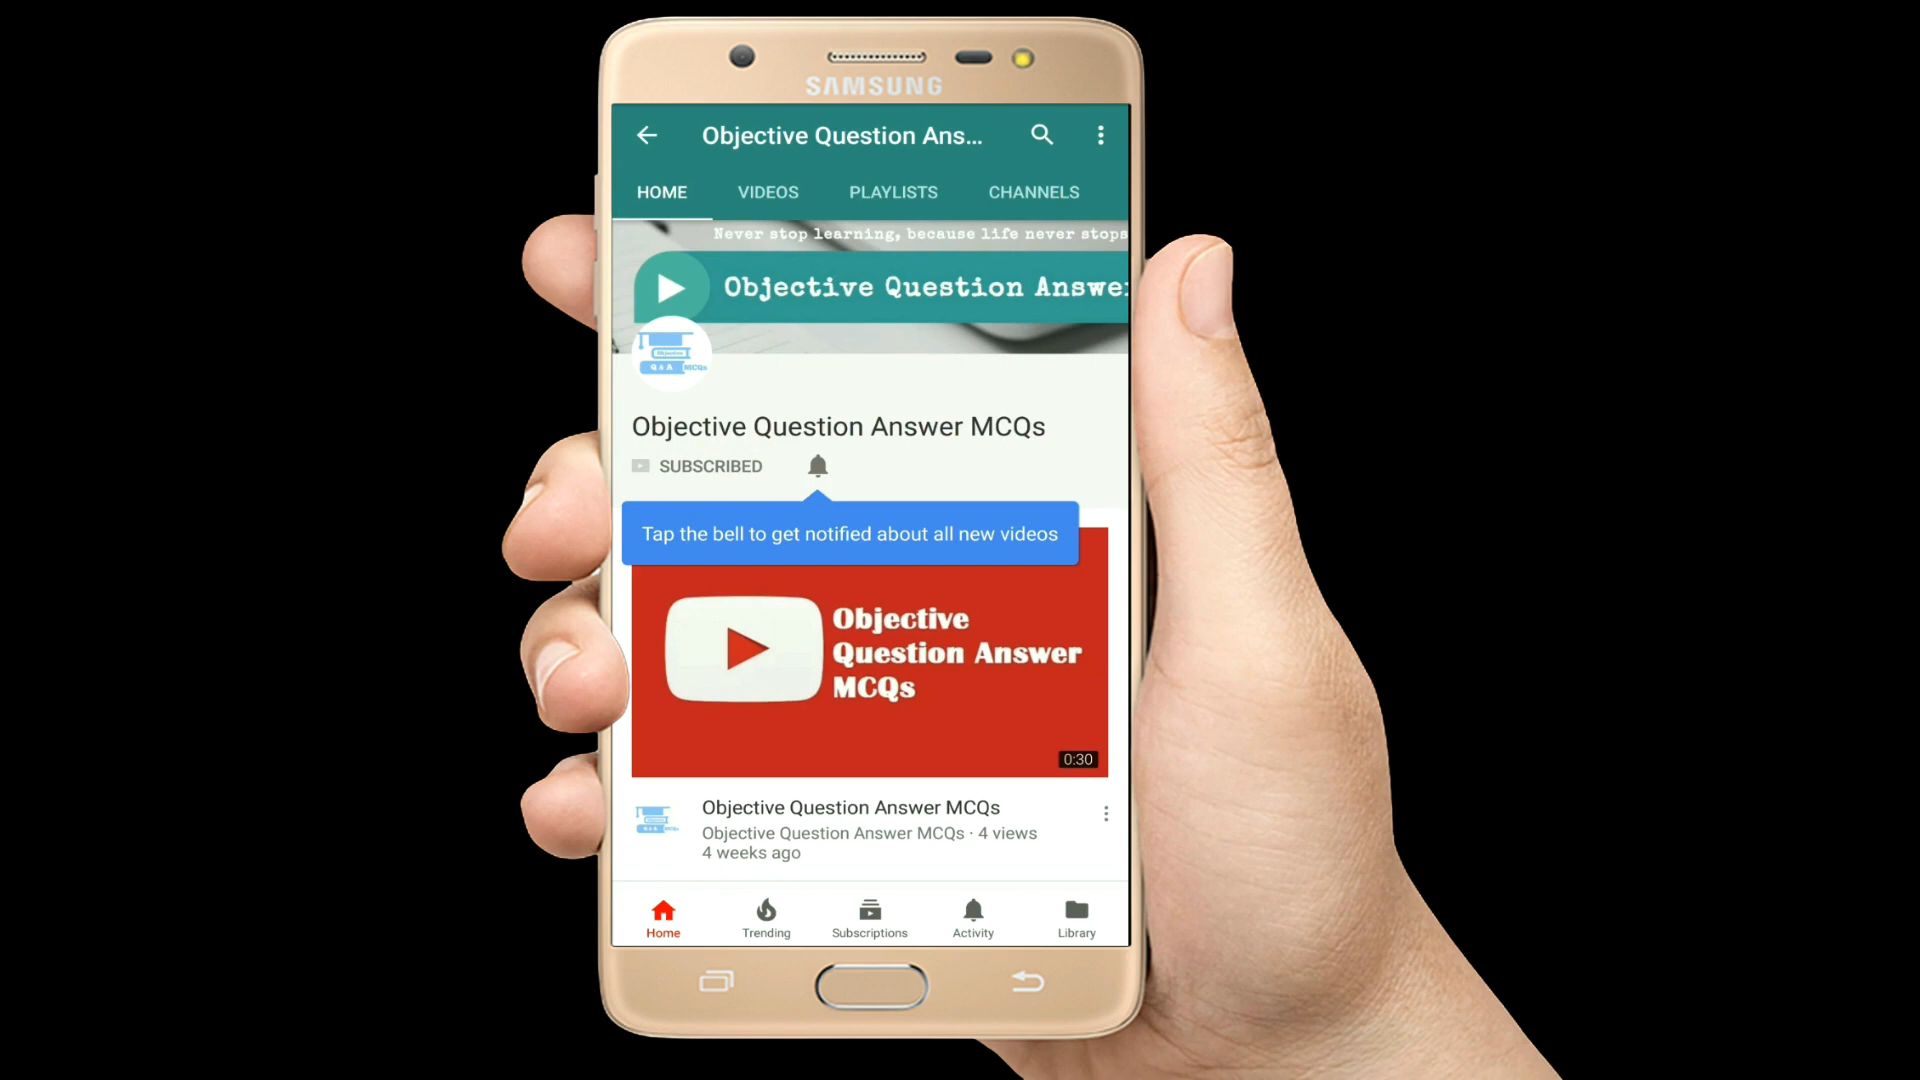 SAMSUNG
Objective Question Ans...
HOME VIDEOS PLAYLISTS CHANNELS
Never stop learning, because life never stops
Objective Question Answe
Objective
Q & A MCQs
Objective Question Answer MCQs
SUBSCRIBED
Tap the bell to get notified about all new videos
Objective
Question Answer
MCQs
0:30
Objective Question Answer MCQs
Objective Question Answer MCQs · 4 views
4 weeks ago
Home Trending Subscriptions Activity Library